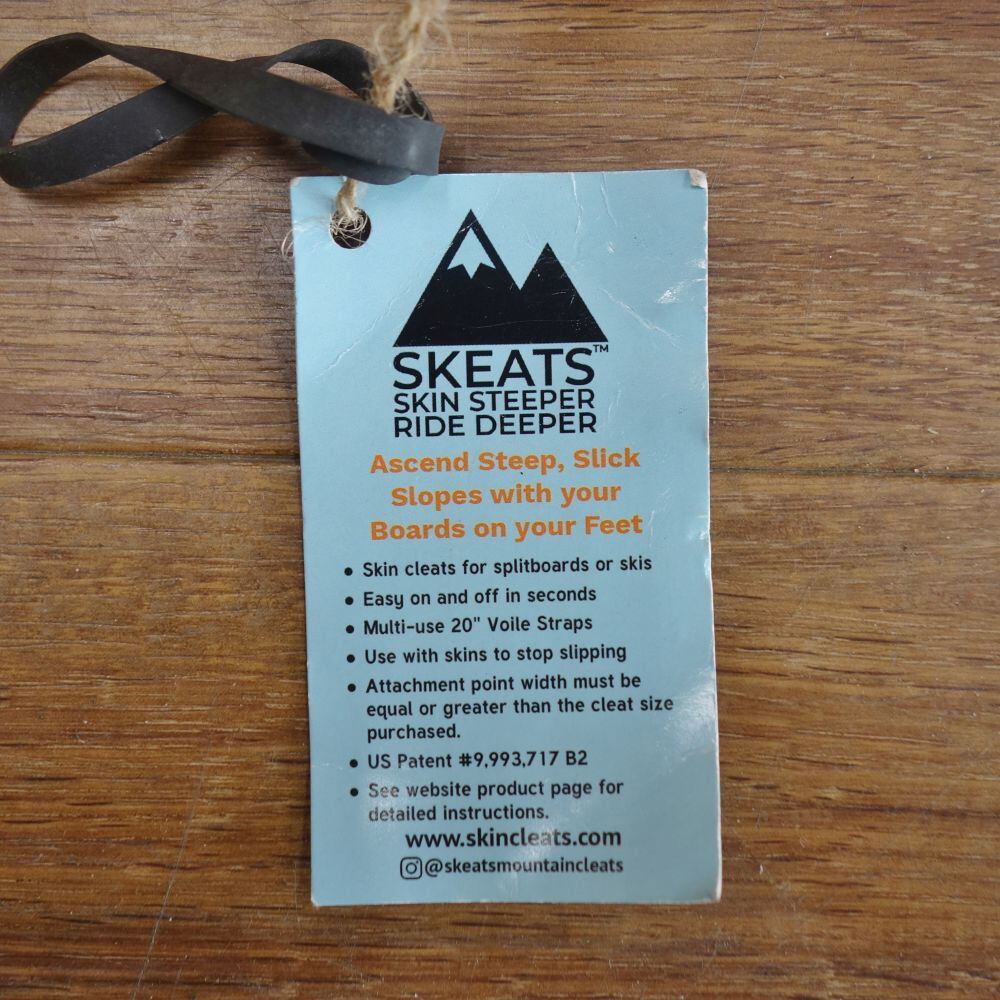 SKEATS™
SKIN STEEPER
RIDE DEEPER
Ascend Steep, Slick
Slopes with your
Boards on your Feet
• Skin cleats for splitboards or skis
• Easy on and off in seconds
• Multi-use 20" Voile Straps
• Use with skins to stop slipping
• Attachment point width must be
equal or greater than the cleat size
purchased.
• US Patent #9,993,717 B2
• See website product page for
detailed instructions.
www.skincleats.com
@skeatsmountaincleats